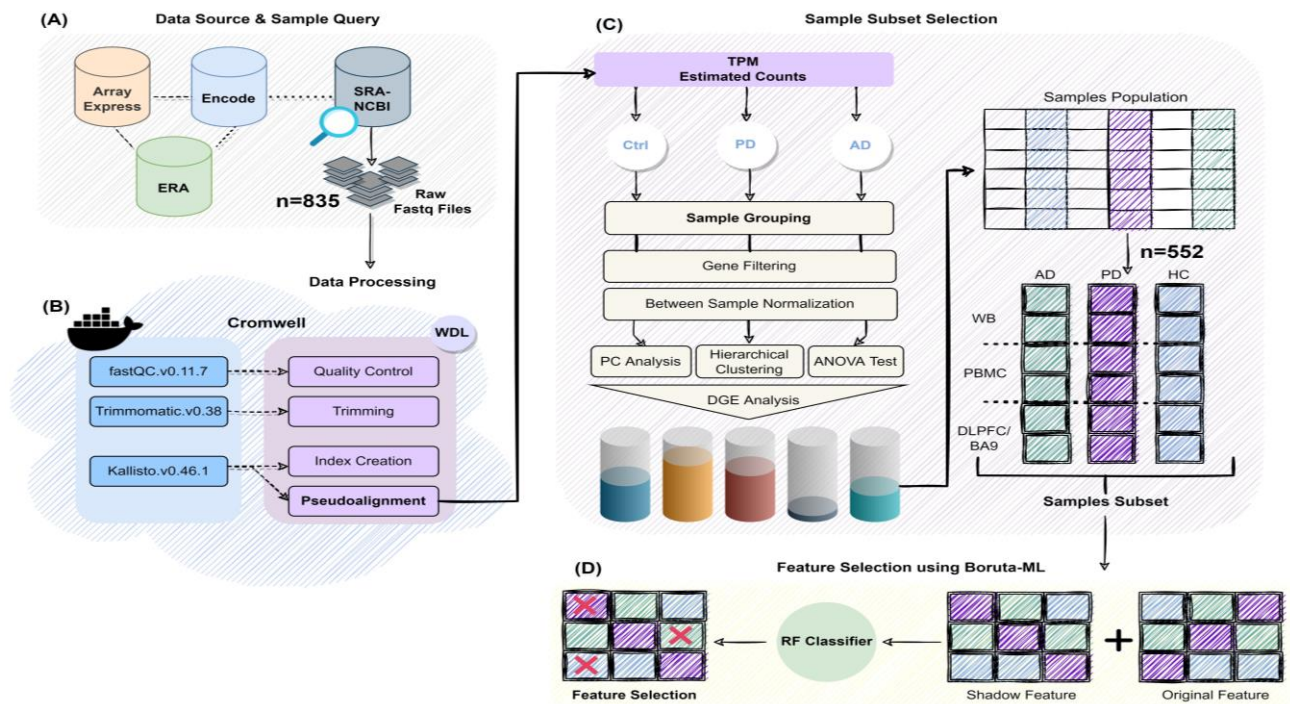 (A)
Data Source & Sample Query
Array
Express
Encode
SRA-
NCBI
ERA
n=835
Raw
Fastq Files
Data Processing
(B)
Cromwell
WDL
fastQC.v0.11.7
Quality Control
Trimmomatic.v0.38
Trimming
Kallisto.v0.46.1
Index Creation
Pseudoalignment
(C)
Sample Subset Selection
TPM
Estimated Counts
Ctrl
PD
AD
Sample Grouping
Gene Filtering
Between Sample Normalization
PC Analysis
Hierarchical
Clustering
ANOVA Test
DGE Analysis
Samples Population
n=552
AD
PD
HC
WB
PBMC
DLPFC/
BA9
Samples Subset
(D)
Feature Selection using Boruta-ML
RF Classifier
Feature Selection
Shadow Feature
Original Feature